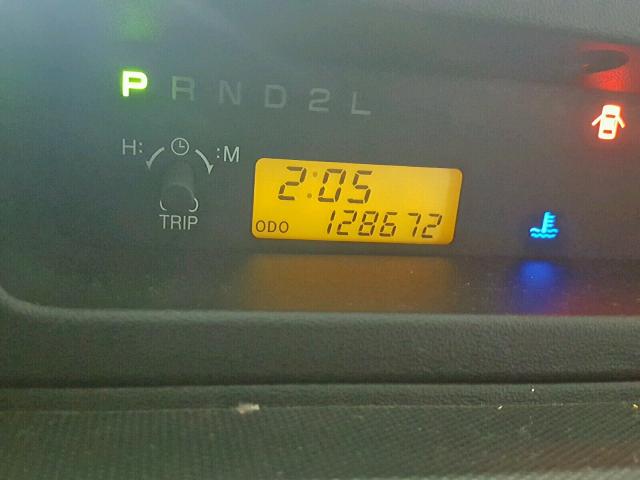 P R N D 2 L
H: :M
2:05
TRIP
ODO 128672